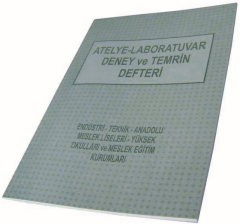 ATELYE-LABORATUVAR
DENEY ve TEMRİN
DEFTERİ
ENDÜSTRİ - TEKNİK - ANADOLU
MESLEK LİSELERİ - YÜKSEK
OKULLARI ve MESLEK EĞİTİM
KURUMLARI